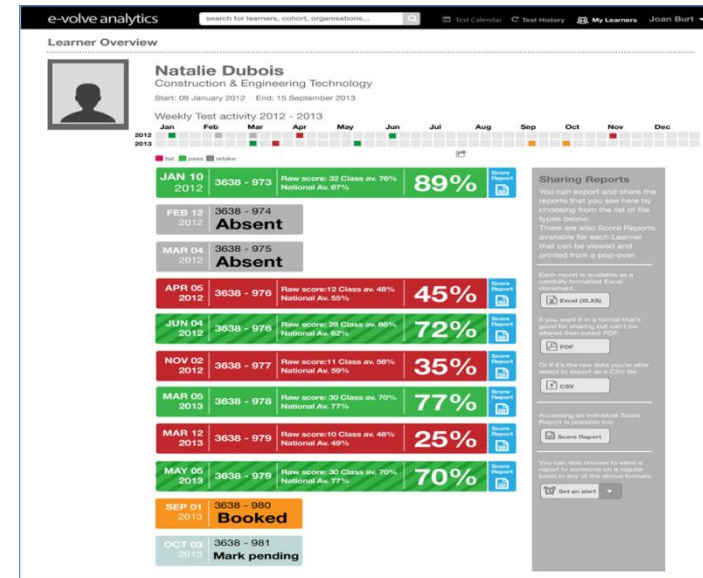 e-volve analytics
search for learners, cohort, organisations...
Test Calendar
Test History
My Learners
Joan Burt
Learner Overview
Natalie Dubois
Construction & Engineering Technology
Start: 09 January 2012 End: 15 September 2013
Weekly Test activity 2012 - 2013
Jan Feb Mar Apr May Jun Jul Aug Sep Oct Nov Dec
2012
2013
fail pass retake
JAN 10
2012
3638 - 973
Raw score: 32 Class av. 76%
National Av. 67%
89%
Score
Report
FEB 12
2012
3638 - 974
Absent
MAR 04
2012
3638 - 975
Absent
APR 05
2012
3638 - 976
Raw score:12 Class av. 48%
National Av. 55%
45%
Score
Report
JUN 04
2012
3638 - 976
Raw score: 28 Class av. 66%
National Av. 62%
72%
Score
Report
NOV 02
2012
3638 - 977
Raw score:11 Class av. 58%
National Av. 59%
35%
Score
Report
MAR 05
2013
3638 - 978
Raw score: 30 Class av. 70%
National Av. 77%
77%
Score
Report
MAR 12
2013
3638 - 979
Raw score:10 Class av. 46%
National Av. 49%
25%
Score
Report
MAY 05
2013
3638 - 979
Raw score: 30 Class av. 70%
National Av. 77%
70%
Score
Report
SEP 01
2013
3638 - 980
Booked
OCT 03
2013
3638 - 981
Mark pending
Sharing Reports
You can export and share the
reports that you see here by
choosing from the list of file
types below.
There are also Score Reports
available for each Learner
that can be viewed and
printed from a pop-over.
Each report is available as a
carefully formatted Excel
document.
Excel (XLXS)
If you want it in a format that's
good for sharing but can't be
altered then select PDF.
PDF
Or if it's the raw data you're after
select to export as a CSV file.
CSV
Accessing an individual Score
Report is possible too.
Score Report
You can also choose to send a
report to someone on a regular
basis in any of the above formats.
Set an alert